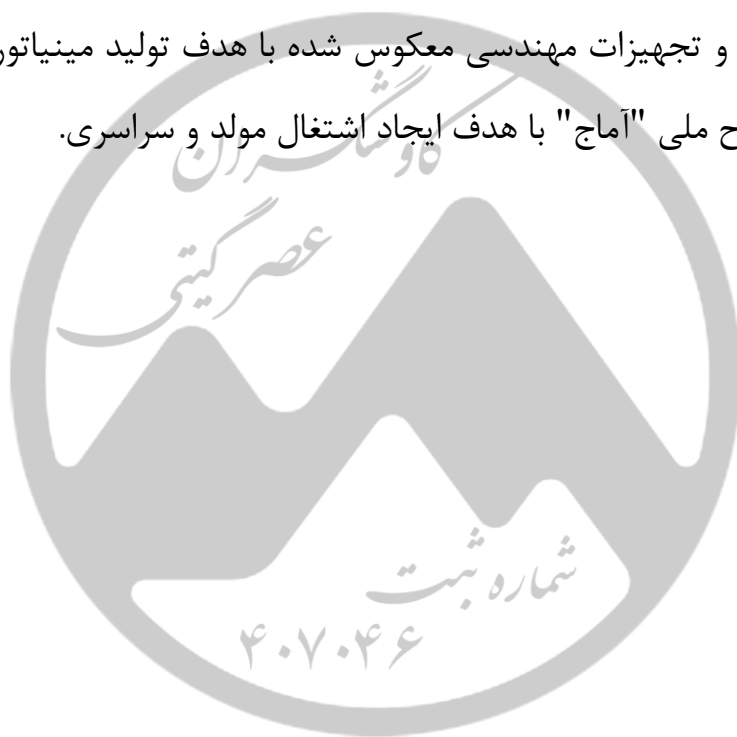 و تجهیزات مهندسی معکوس شده با هدف تولید مینیاتور
ح ملی "آماج" با هدف ایجاد اشتغال مولد و سراسری.
کاوشگران
عصر گیتی
شماره ثبت
۴۰۷۰۴۶